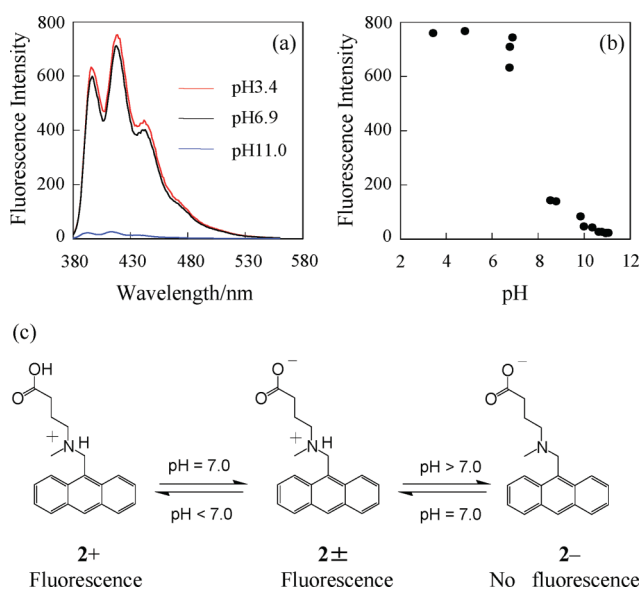 (a)
Fluorescence Intensity
800
600
400
200
0
pH3.4
pH6.9
pH11.0
380 430 480 530 580
Wavelength/nm
(b)
Fluorescence Intensity
800
600
400
200
0
2 4 6 8 10 12
pH
(c)
OH
O
+
N
H
pH = 7.0
pH < 7.0
O
−
O
+
N
H
pH > 7.0
pH = 7.0
O
−
O
N
2+ 2± 2−
Fluorescence Fluorescence No fluorescence